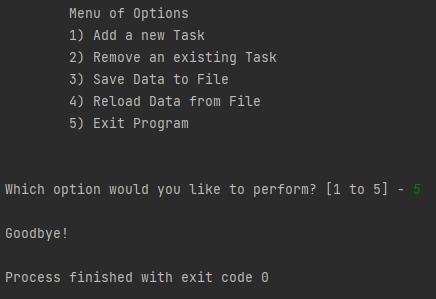 Menu of Options
1) Add a new Task
2) Remove an existing Task
3) Save Data to File
4) Reload Data from File
5) Exit Program
Which option would you like to perform? [1 to 5] - 5
Goodbye!
Process finished with exit code 0